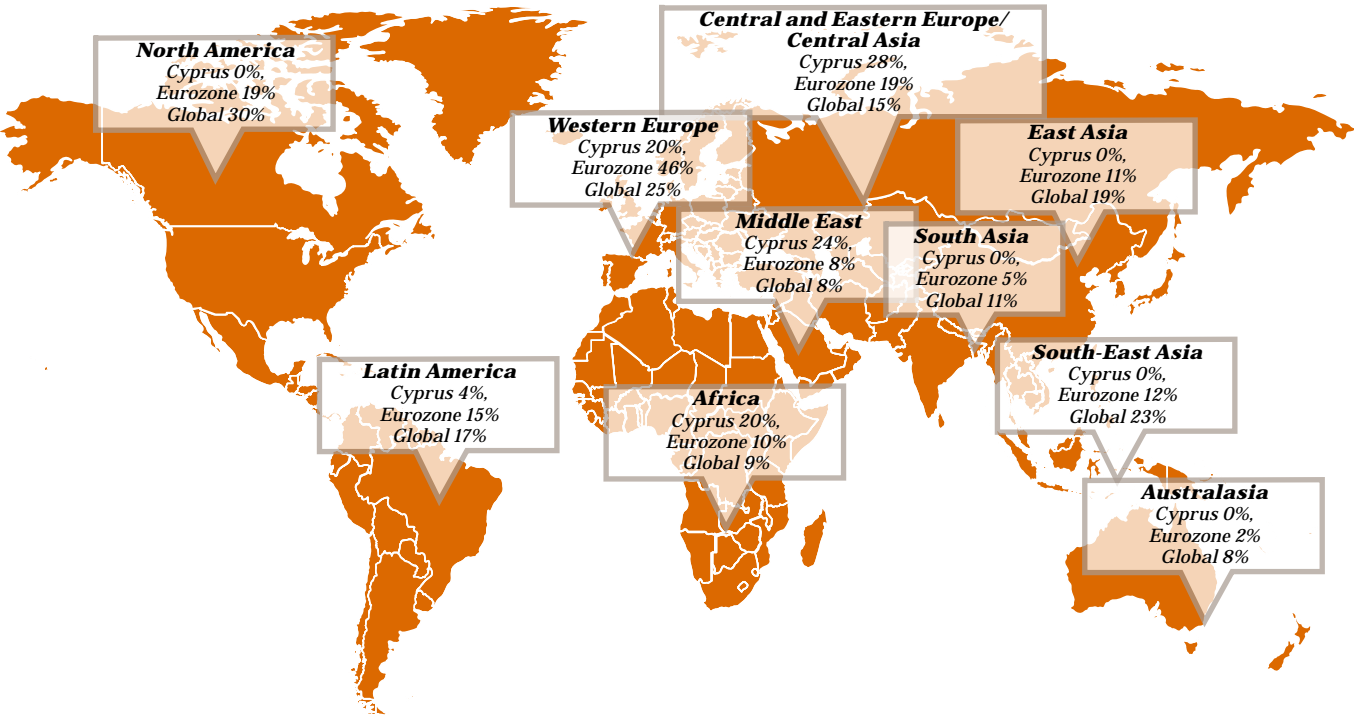 North America
Cyprus 0%,
Eurozone 19%
Global 30%
Central and Eastern Europe/
Central Asia
Cyprus 28%,
Eurozone 19%
Global 15%
Western Europe
Cyprus 20%,
Eurozone 46%
Global 25%
East Asia
Cyprus 0%,
Eurozone 11%
Global 19%
Middle East
Cyprus 24%,
Eurozone 8%
Global 8%
South Asia
Cyprus 0%,
Eurozone 5%
Global 11%
South-East Asia
Cyprus 0%,
Eurozone 12%
Global 23%
Latin America
Cyprus 4%,
Eurozone 15%
Global 17%
Africa
Cyprus 20%,
Eurozone 10%
Global 9%
Australasia
Cyprus 0%,
Eurozone 2%
Global 8%